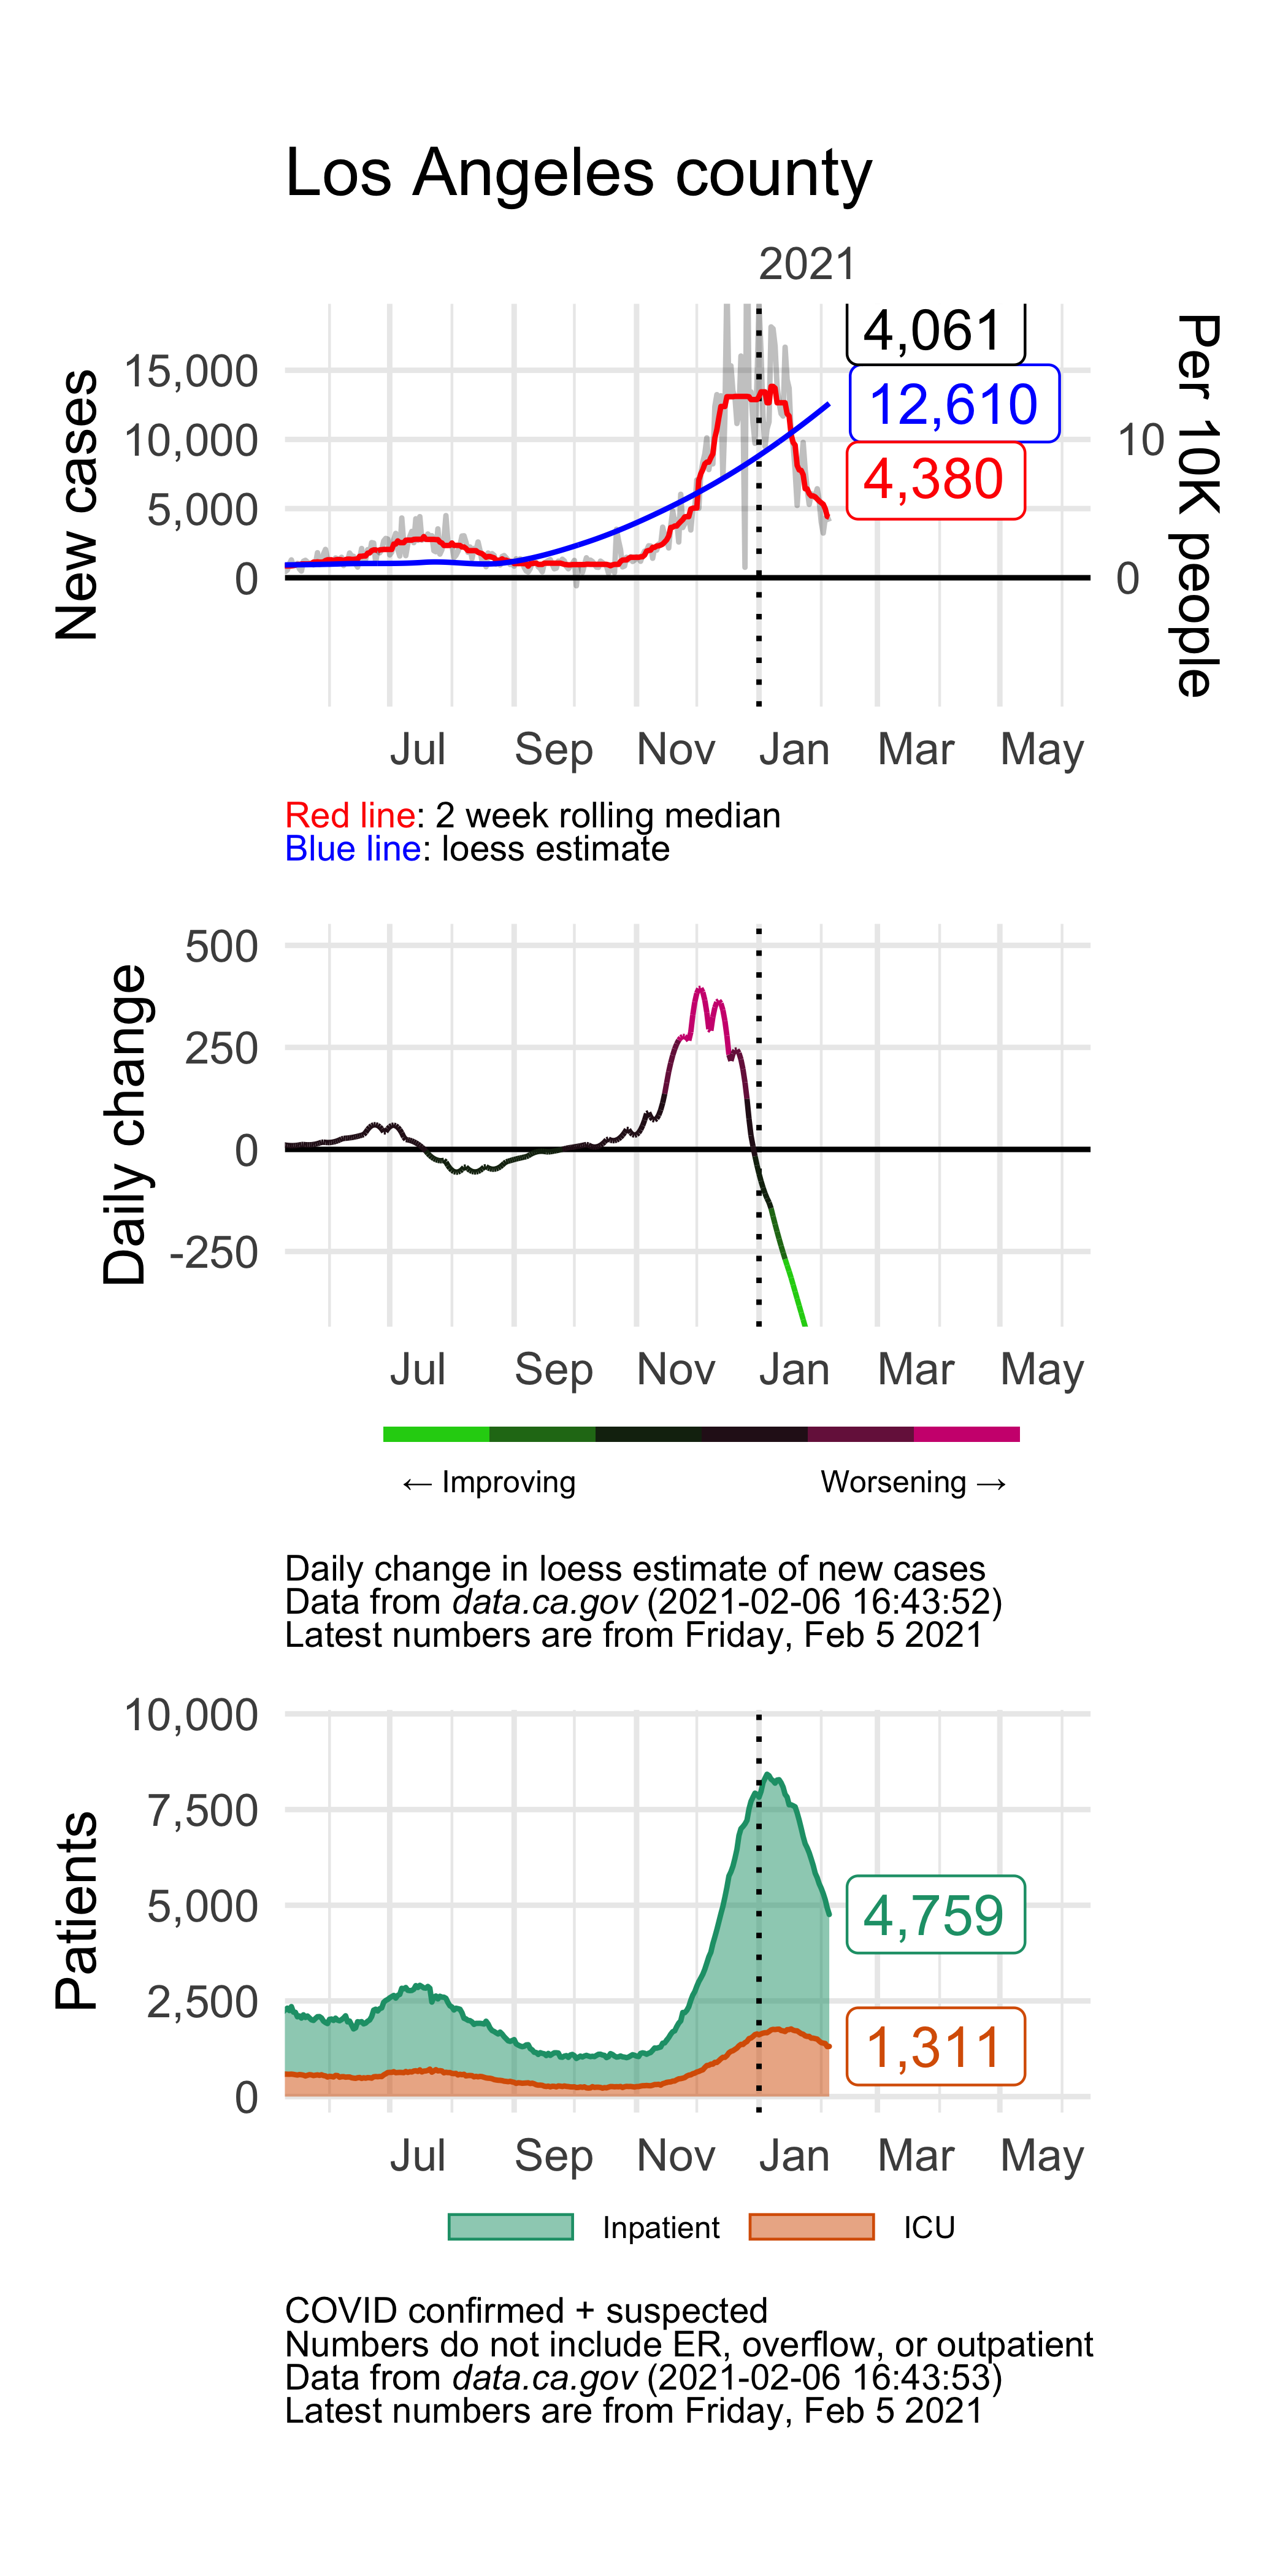 Los Angeles county
2021
New cases
15,000
10,000
5,000
0
4,061
12,610
4,380
10
0
Per 10K people
Jul Sep Nov Jan Mar May
Red line: 2 week rolling median
Blue line: loess estimate
Daily change
500
250
0
-250
Jul Sep Nov Jan Mar May
← Improving Worsening →
Daily change in loess estimate of new cases
Data from data.ca.gov (2021-02-06 16:43:52)
Latest numbers are from Friday, Feb 5 2021
Patients
10,000
7,500
5,000
2,500
0
4,759
1,311
Jul Sep Nov Jan Mar May
Inpatient ICU
COVID confirmed + suspected
Numbers do not include ER, overflow, or outpatient
Data from data.ca.gov (2021-02-06 16:43:53)
Latest numbers are from Friday, Feb 5 2021